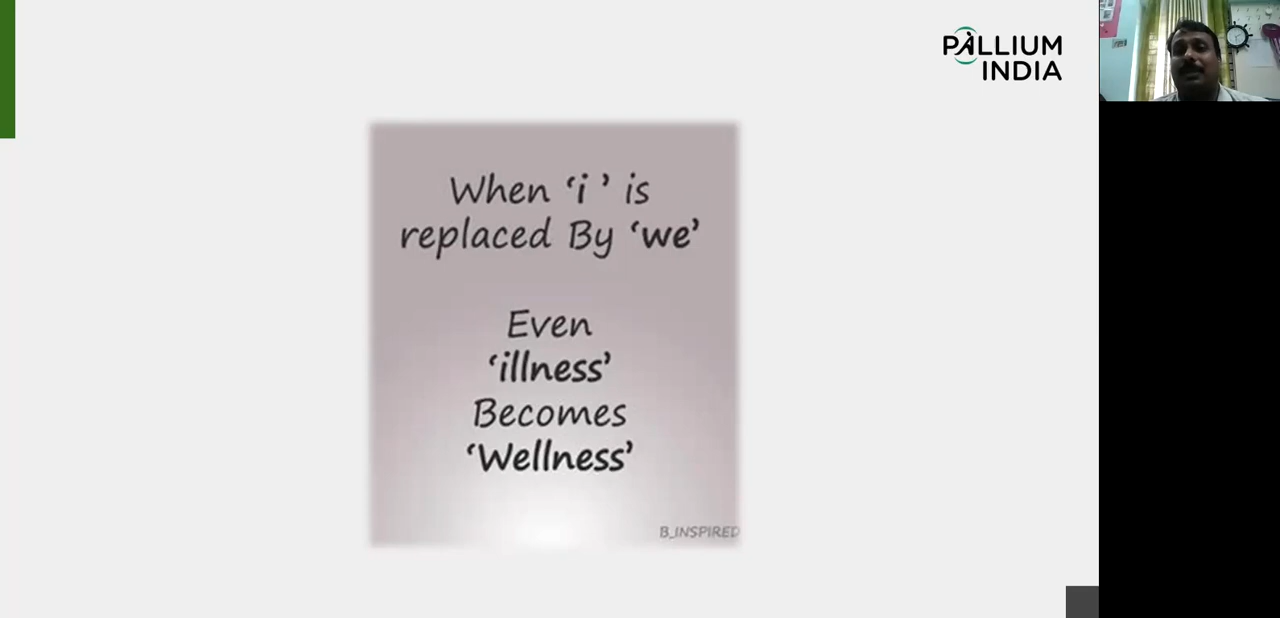 PALLIUM
INDIA
When ‘i ’ is
replaced By ‘we’
Even
‘illness’
Becomes
‘Wellness’
B_INSPIRED